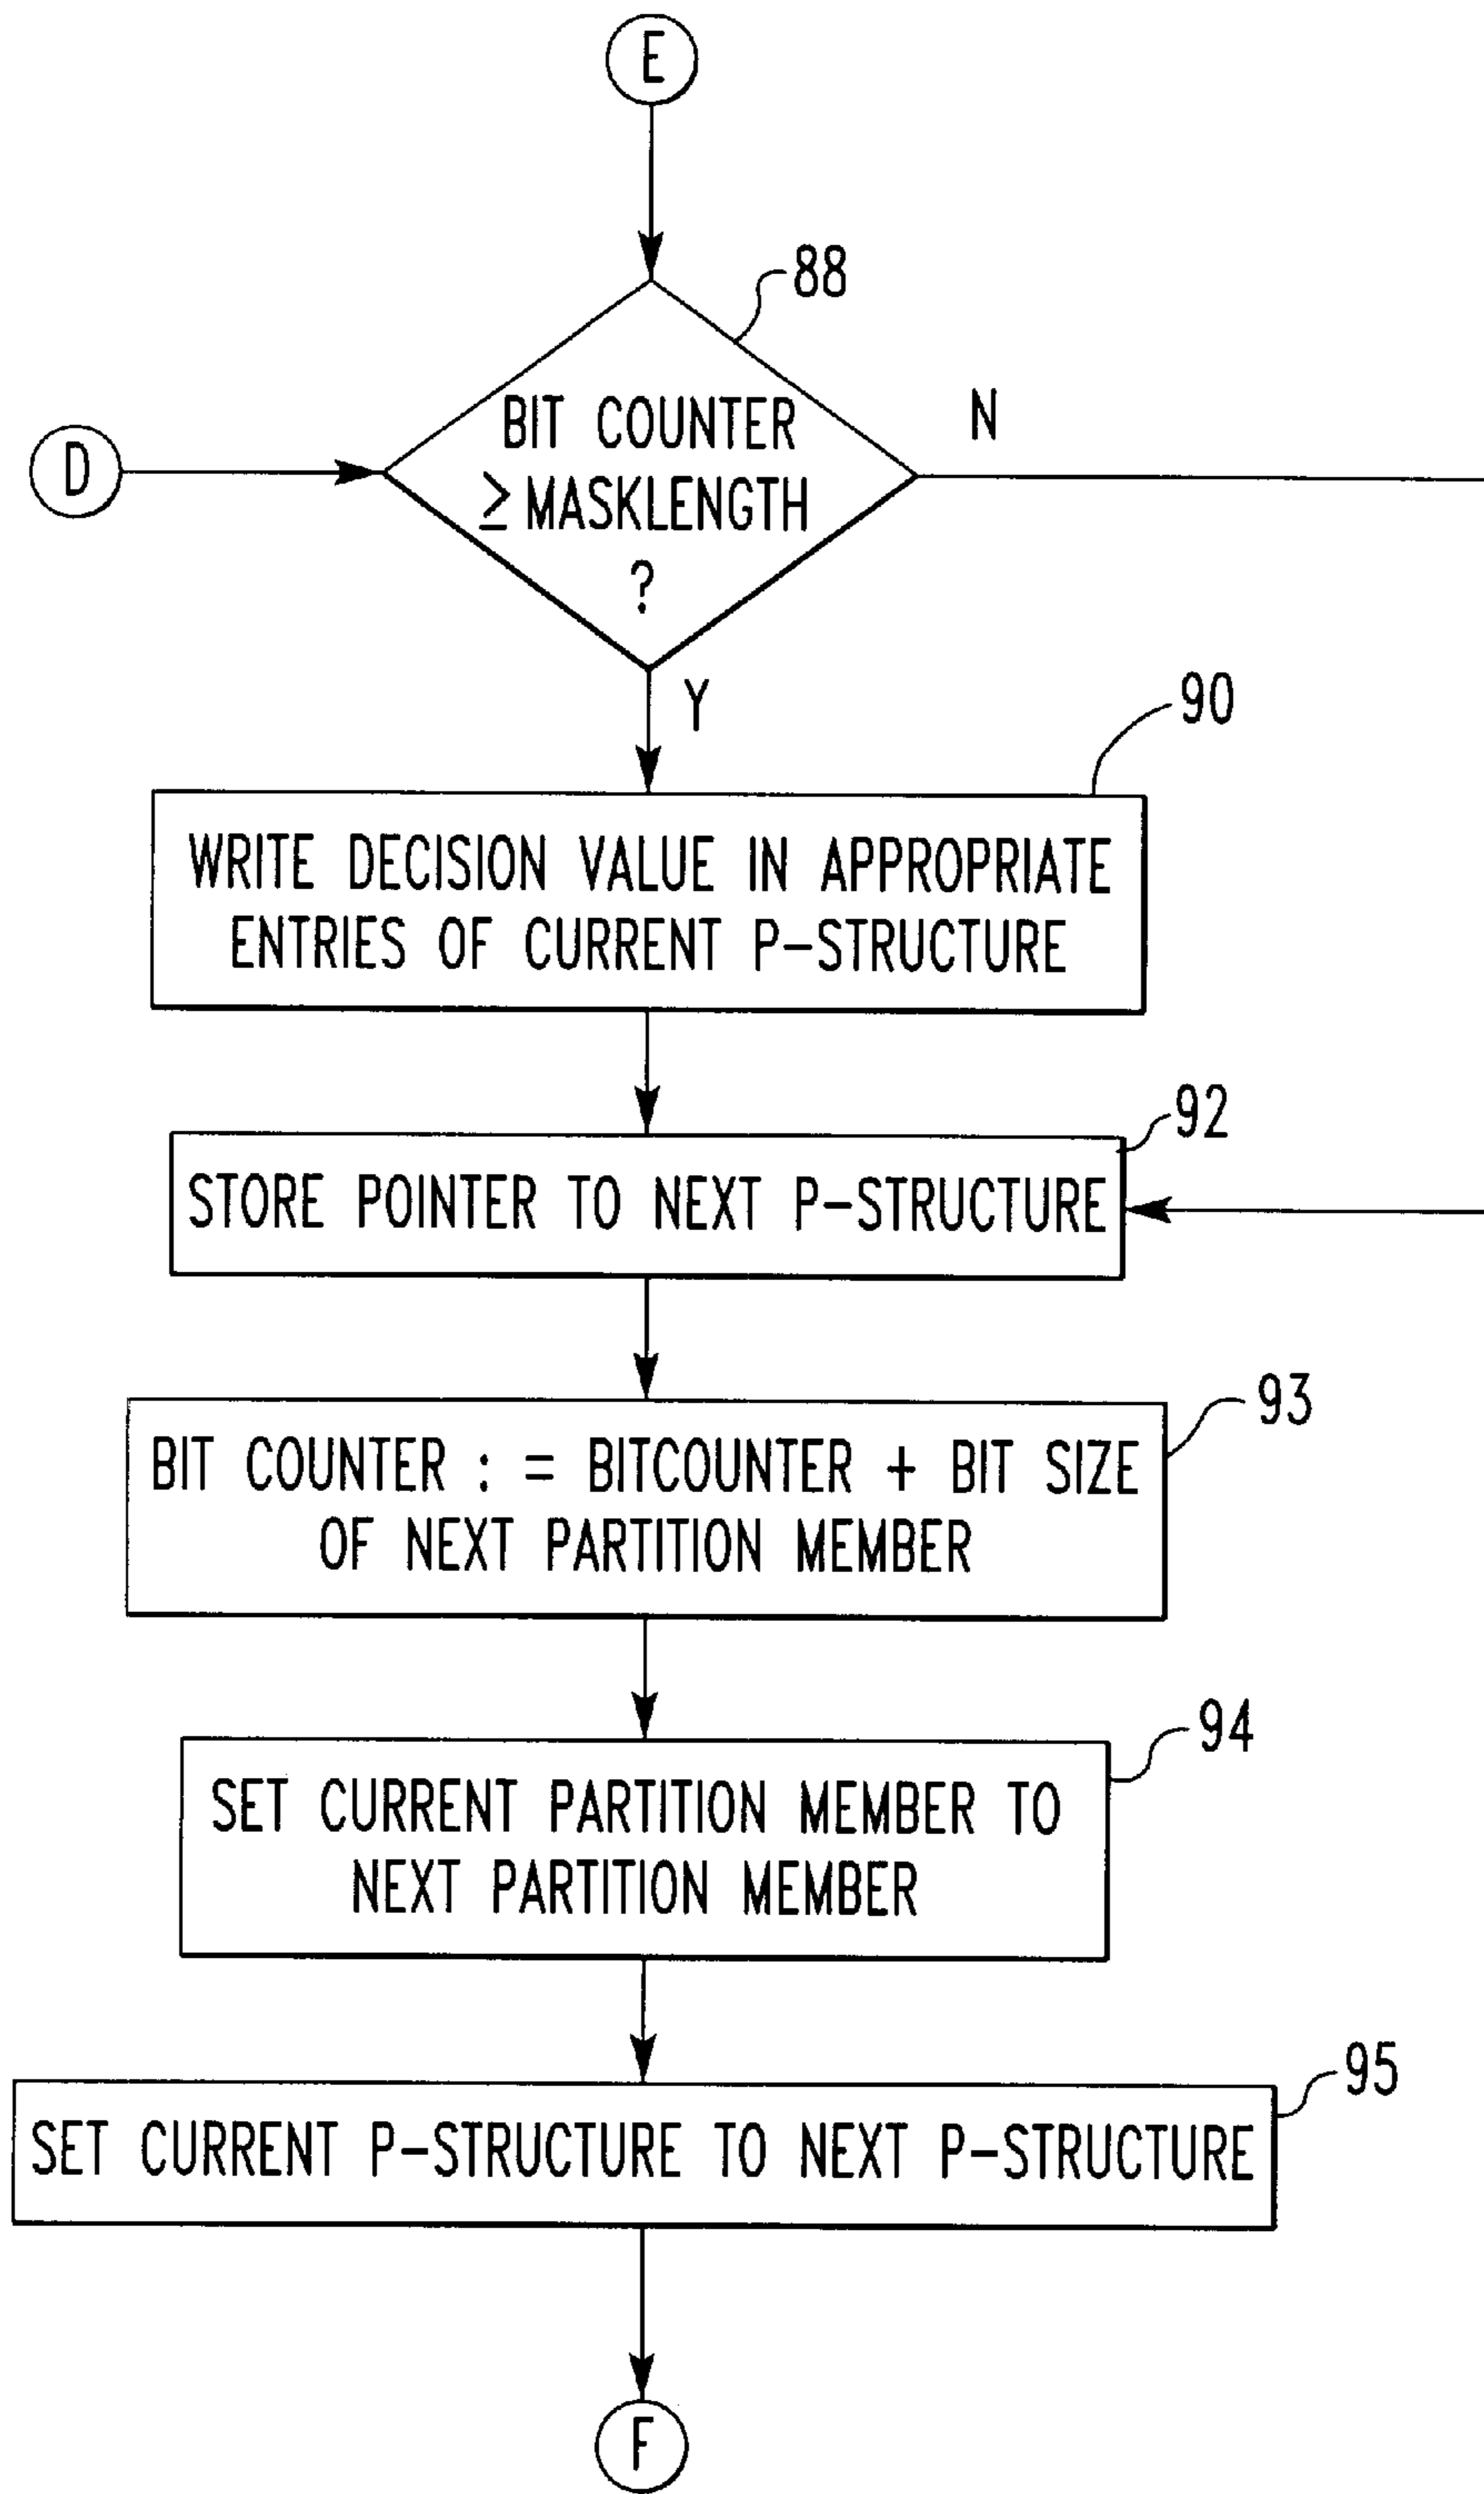 E
88
D
BIT COUNTER
≥ MASKLENGTH
?
N
Y
90
WRITE DECISION VALUE IN APPROPRIATE
ENTRIES OF CURRENT P-STRUCTURE
92
STORE POINTER TO NEXT P-STRUCTURE
93
BIT COUNTER : = BITCOUNTER + BIT SIZE
OF NEXT PARTITION MEMBER
94
SET CURRENT PARTITION MEMBER TO
NEXT PARTITION MEMBER
95
SET CURRENT P-STRUCTURE TO NEXT P-STRUCTURE
F